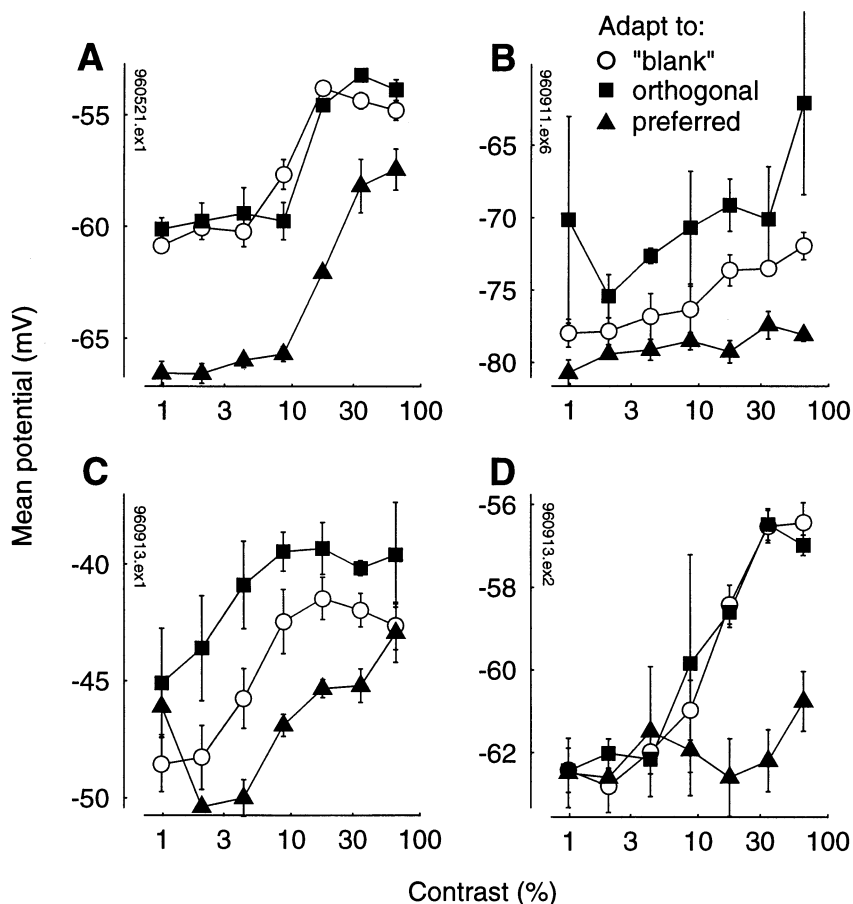 Adapt to:
"blank"
orthogonal
preferred
A
960521.ex1
-55
-60
-65
1 3 10 30 100
B
960911.ex6
-65
-70
-75
-80
1 3 10 30 100
Mean potential (mV)
C
960913.ex1
-40
-45
-50
1 3 10 30 100
D
960913.ex2
-56
-58
-60
-62
1 3 10 30 100
Contrast (%)